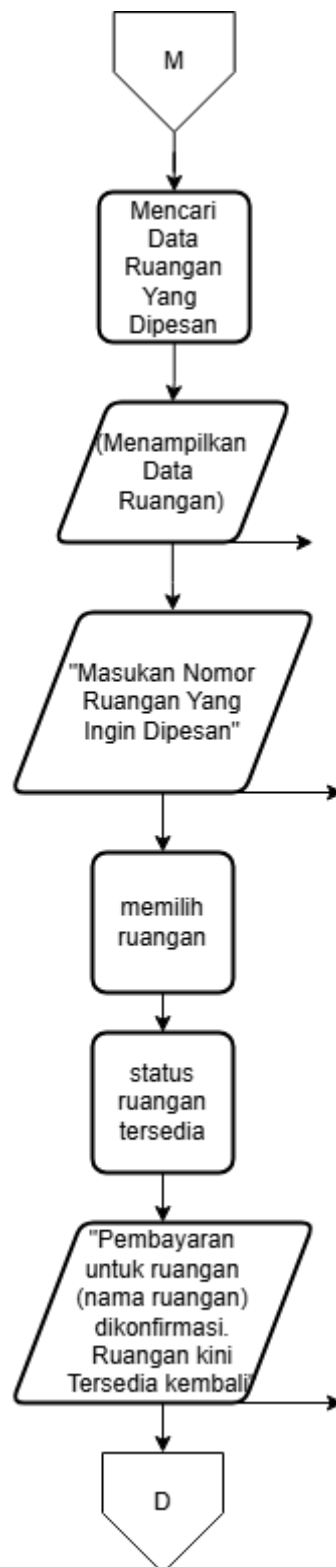 M
Mencari
Data
Ruangan
Yang
Dipesan
(Menampilkan
Data
Ruangan)
"Masukan Nomor
Ruangan Yang
Ingin Dipesan"
memilih
ruangan
status
ruangan
tersedia
"Pembayaran
untuk ruangan
(nama ruangan)
dikonfirmasi.
Ruangan kini
Tersedia kembali"
D